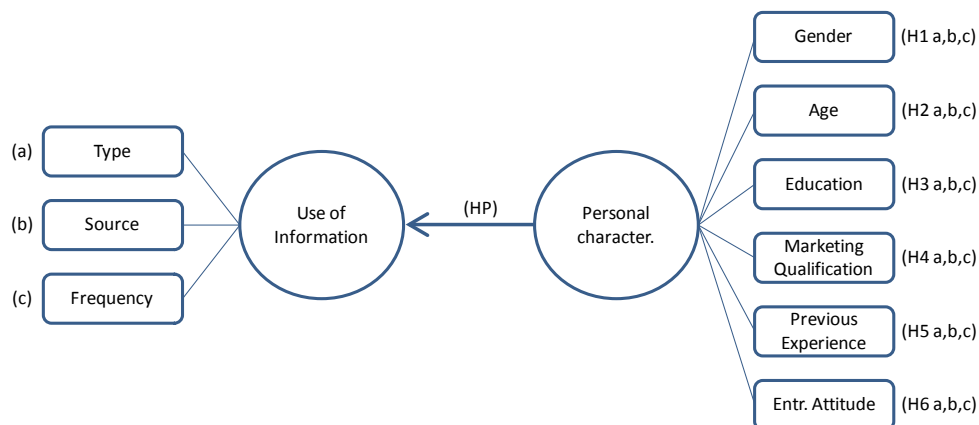 Gender (H1 a,b,c)
Age (H2 a,b,c)
(a) Type
Education (H3 a,b,c)
(b) Source
Use of
Information
(HP)
Personal
character.
Marketing
Qualification
(H4 a,b,c)
(c) Frequency
Previous
Experience
(H5 a,b,c)
Entr. Attitude (H6 a,b,c)